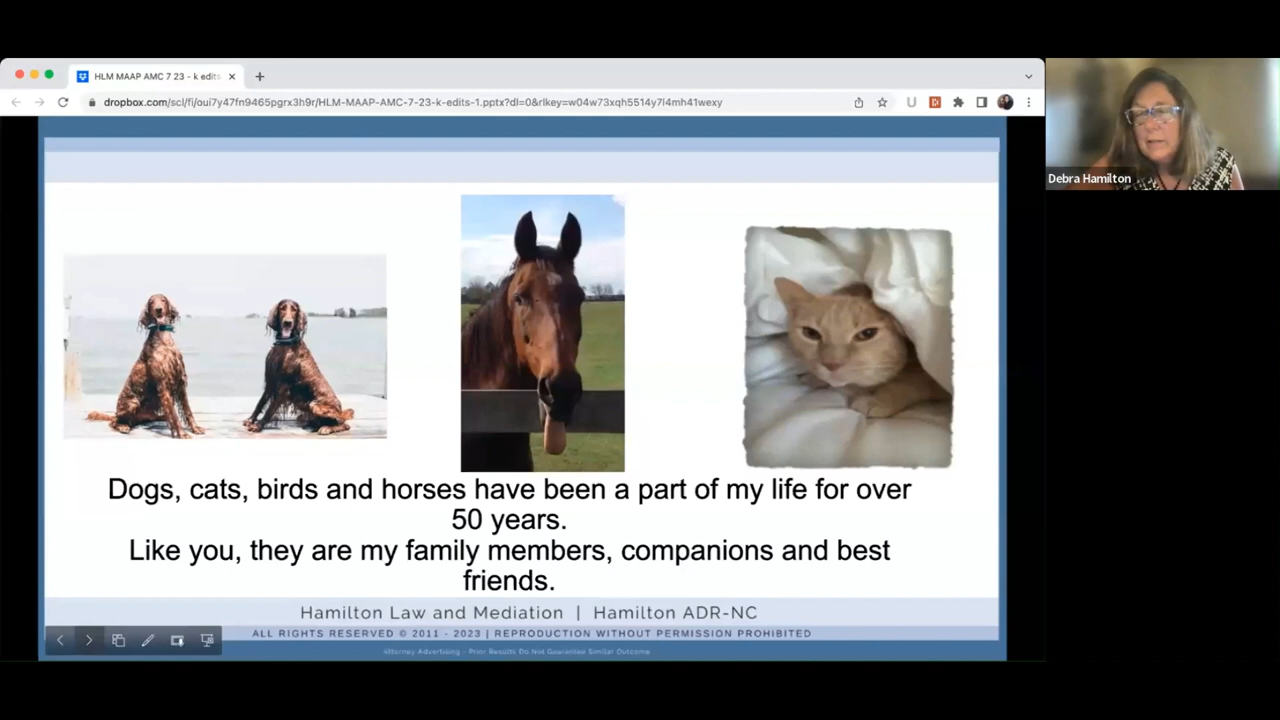 HLM MAAP AMC 7 23 - k edits
dropbox.com/scl/fi/oui7y47fn9465pgrx3h9r/HLM-MAAP-AMC-7-23-k-edits-1.pptx?dl=0&rlkey=w04w73xqh5514y7l4mh41wexy
Debra Hamilton
Dogs, cats, birds and horses have been a part of my life for over
50 years.
Like you, they are my family members, companions and best
friends.
Hamilton Law and Mediation | Hamilton ADR-NC
ALL RIGHTS RESERVED © 2011 - 2023 | REPRODUCTION WITHOUT PERMISSION PROHIBITED
Attorney Advertising - Prior Results Do Not Guarantee Similar Outcome